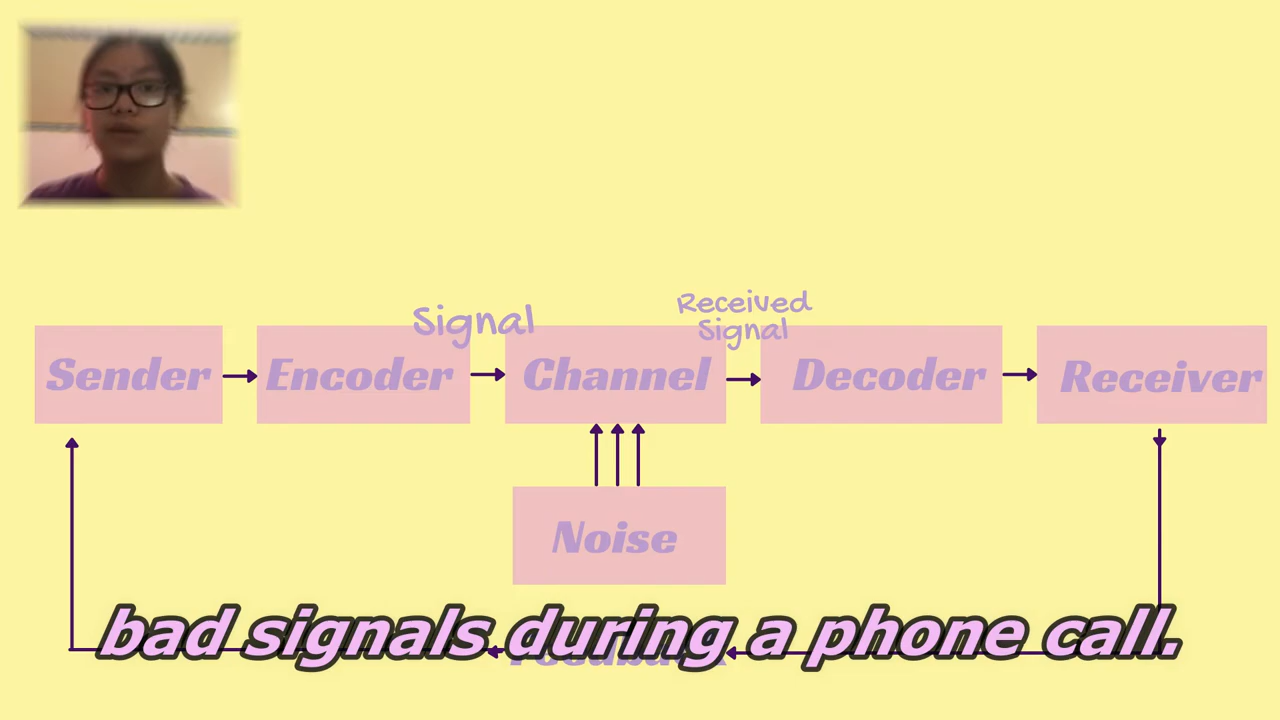 Signal
Received
Signal
Sender
Encoder
Channel
Decoder
Receiver
Noise
bad signals during a phone call.